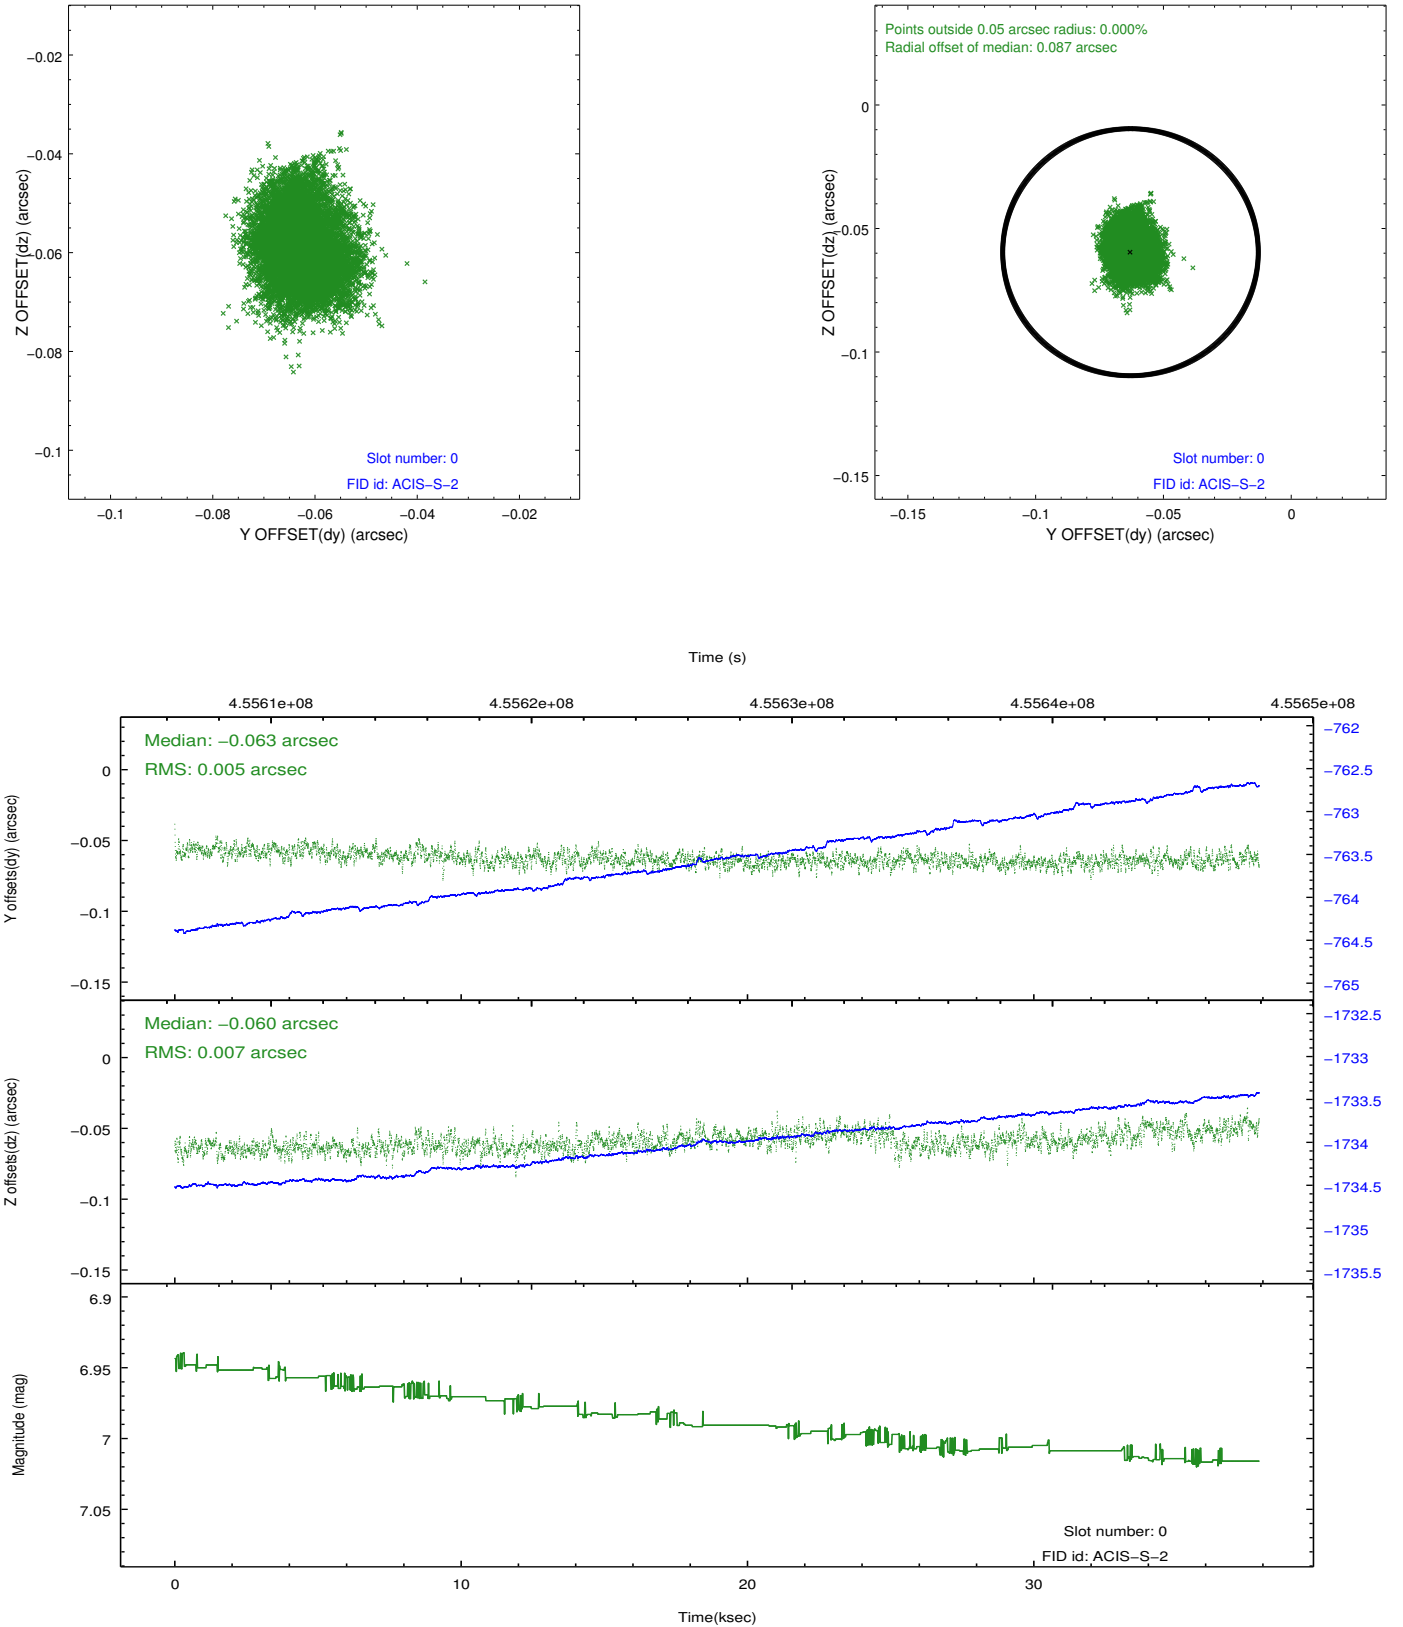 −0.02
−0.04
−0.06
−0.08
−0.1
Z OFFSET(dz) (arcsec)
−0.1
−0.08
−0.06
−0.04
−0.02
Y OFFSET(dy) (arcsec)
Slot number: 0
FID id: ACIS−S−2
Points outside 0.05 arcsec radius: 0.000%
Radial offset of median: 0.087 arcsec
0
−0.05
−0.1
−0.15
Z OFFSET(dz) (arcsec)
−0.15
−0.1
−0.05
0
Y OFFSET(dy) (arcsec)
Slot number: 0
FID id: ACIS−S−2
Time (s)
4.5561e+08
4.5562e+08
4.5563e+08
4.5564e+08
4.5565e+08
Median: −0.063 arcsec
RMS: 0.005 arcsec
0
−0.05
−0.1
−0.15
Y offsets(dy) (arcsec)
−762
−762.5
−763
−763.5
−764
−764.5
−765
Median: −0.060 arcsec
RMS: 0.007 arcsec
0
−0.05
−0.1
−0.15
Z offsets(dz) (arcsec)
−1732.5
−1733
−1733.5
−1734
−1734.5
−1735
−1735.5
6.9
6.95
7
7.05
Magnitude (mag)
Slot number: 0
FID id: ACIS−S−2
0
10
20
30
Time(ksec)